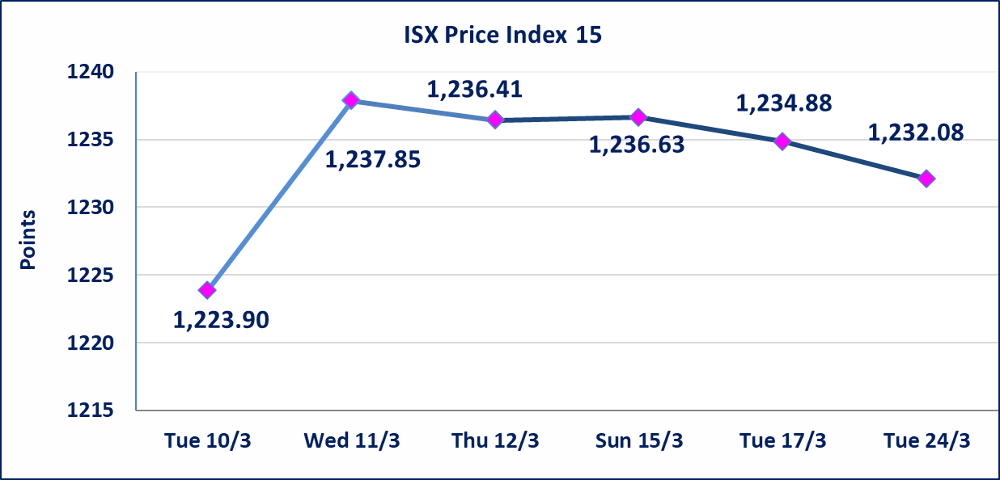 ISX Price Index 15
Points
1240
1235
1230
1225
1220
1215
1,223.90
1,237.85
1,236.41
1,236.63
1,234.88
1,232.08
Tue 10/3
Wed 11/3
Thu 12/3
Sun 15/3
Tue 17/3
Tue 24/3